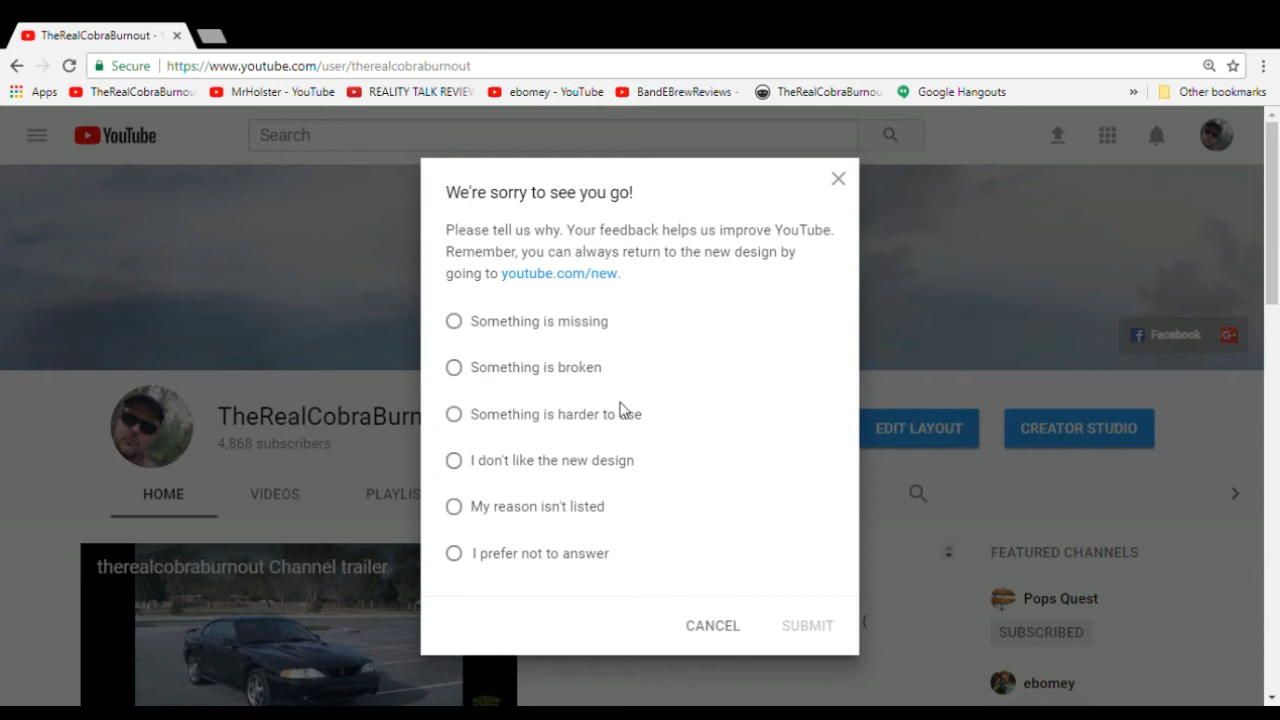 TheRealCobraBurnout -
Secure
https://www.youtube.com/user/therealcobraburnout
Apps
TheRealCobraBurnou
MrHolster - YouTube
REALITY TALK REVIEW
ebomey - YouTube
BandEBrewReviews -
TheRealCobraBurnou
Google Hangouts
»
Other bookmarks
YouTube
Search
We're sorry to see you go!
Please tell us why. Your feedback helps us improve YouTube.
Remember, you can always return to the new design by
going to youtube.com/new.
Something is missing
Something is broken
Something is harder to use
I don't like the new design
My reason isn't listed
I prefer not to answer
CANCEL
SUBMIT
Facebook
G+
TheRealCobraBurn
4,868 subscribers
EDIT LAYOUT
CREATOR STUDIO
HOME
VIDEOS
PLAYLIS
therealcobraburnout Channel trailer
(
FEATURED CHANNELS
Pops Quest
SUBSCRIBED
ebomey